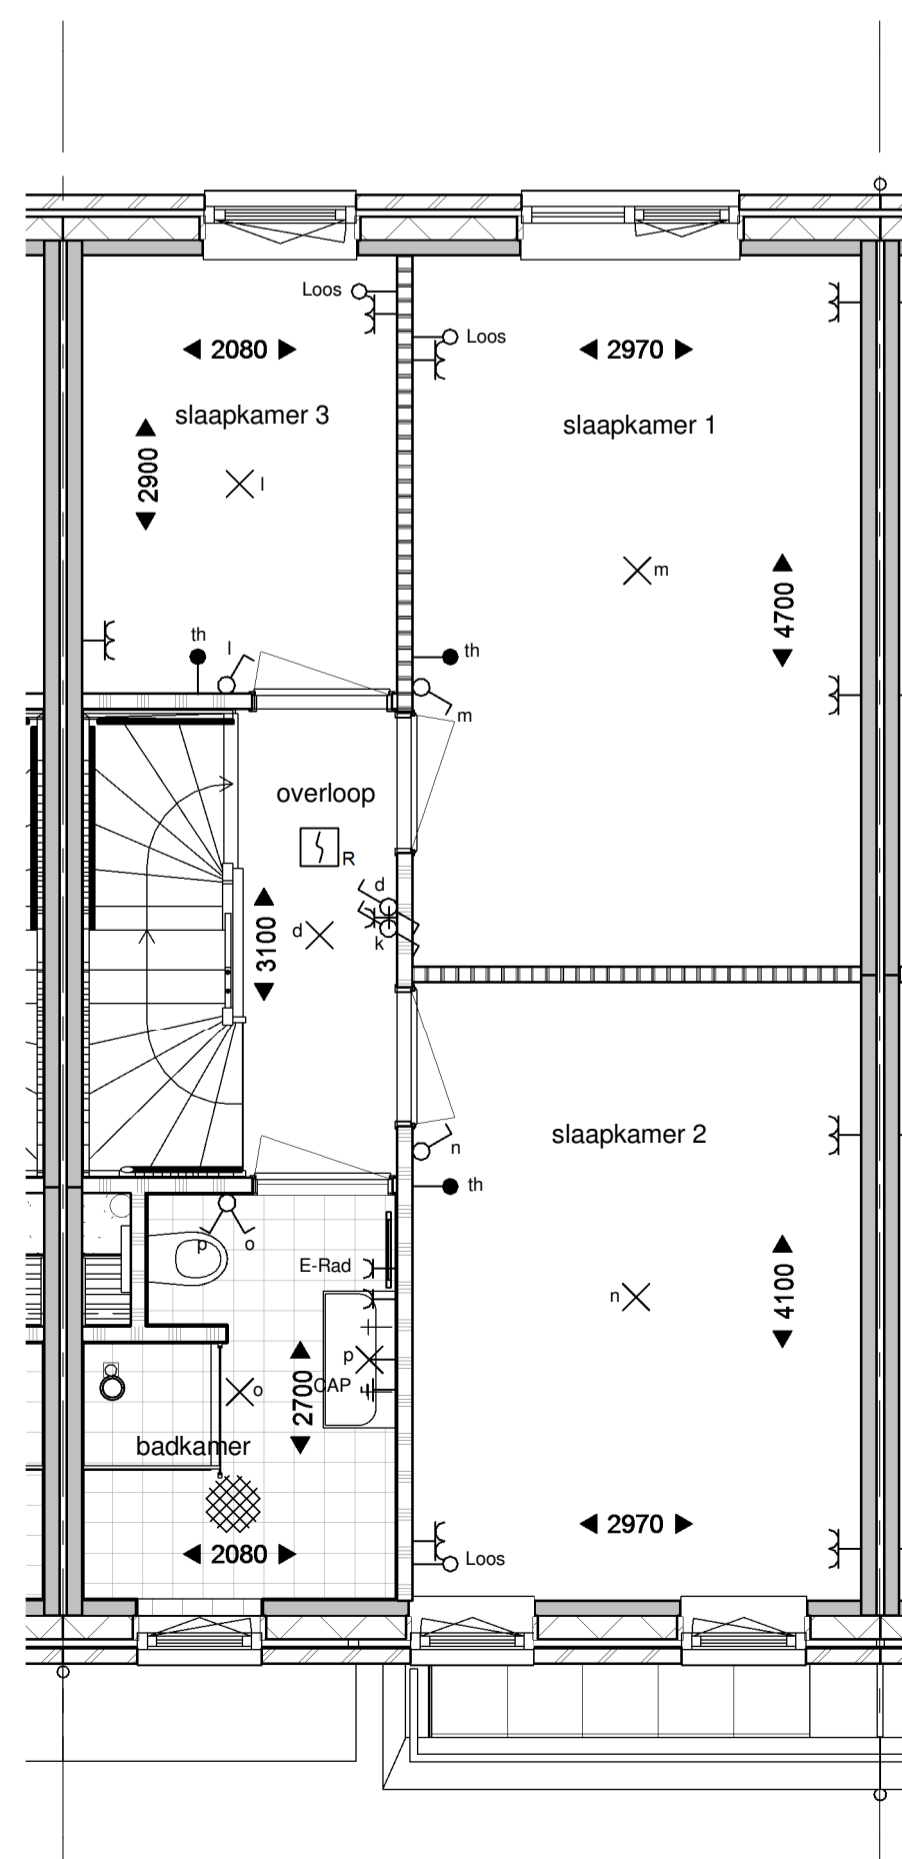 Loos
Loos
2080
2970
slaapkamer 3
slaapkamer 1
2900
l
m
4700
th
l
th
m
overloop
R
d
d
3100
k
slaapkamer 2
n
th
p
o
E-Rad
n
4100
p
o
2700
CAP
badkamer
2970
2080
Loos